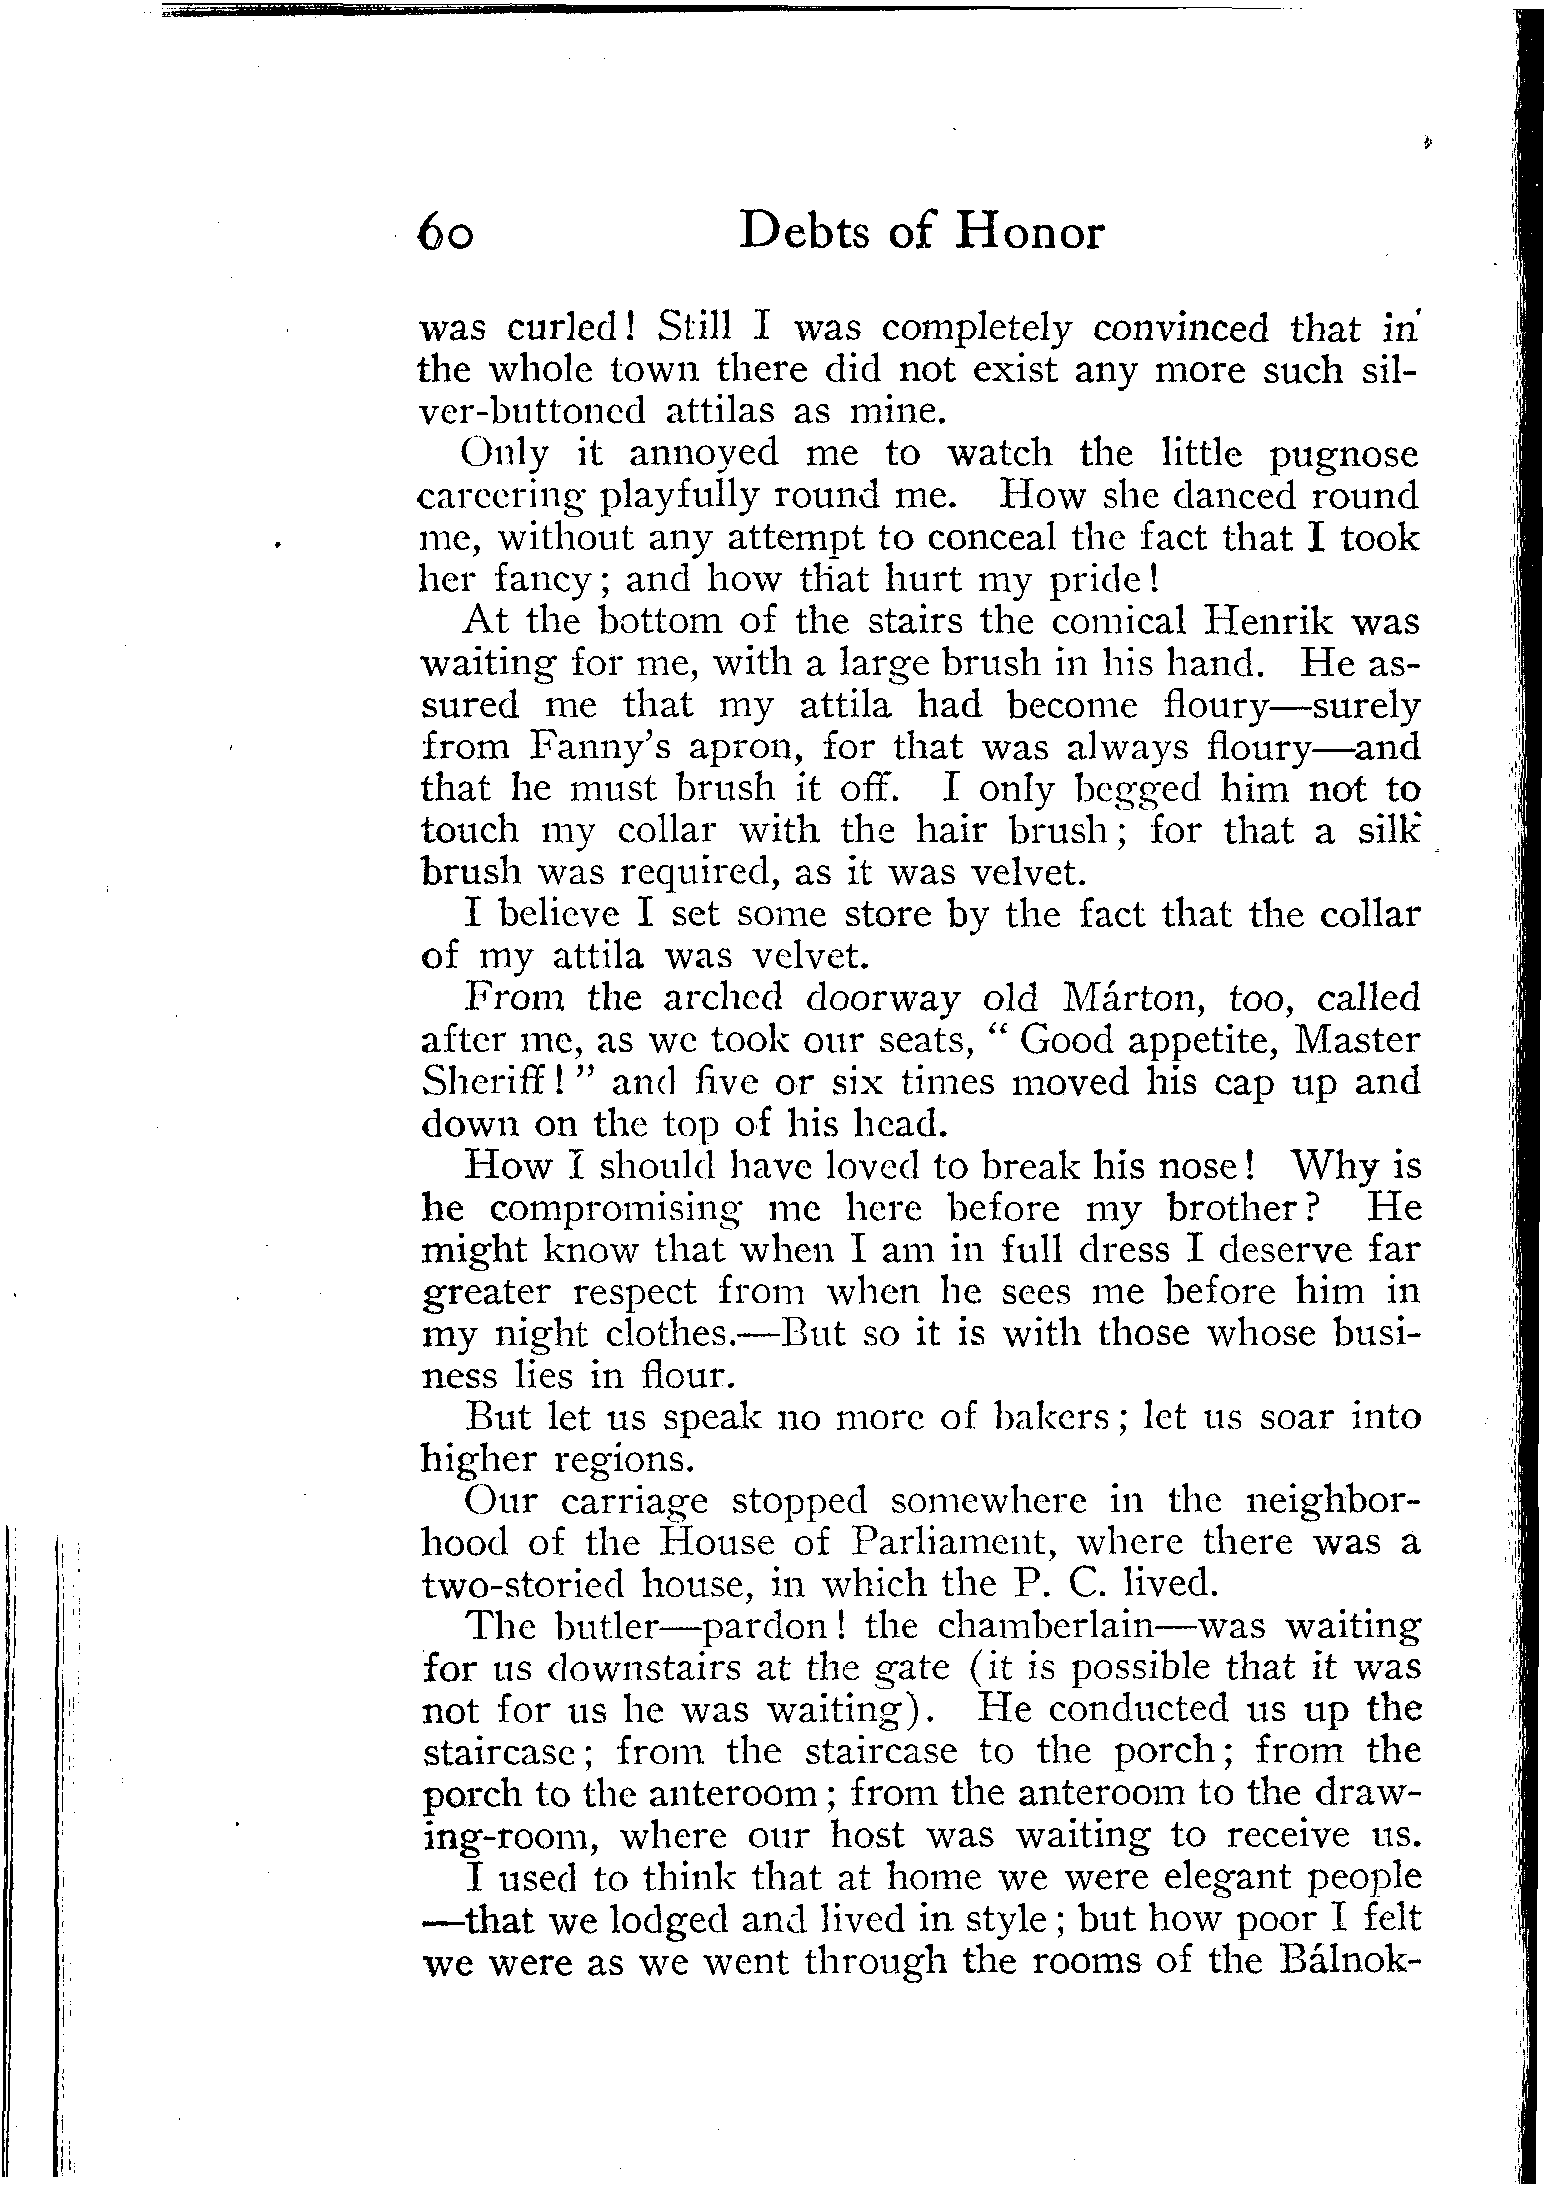 60 Debts of Honor
was curled! Still I was completely convinced that in
the whole town there did not exist any more such sil-
ver-buttoned attilas as mine.
Only it annoyed me to watch the little pugnose
careering playfully round me. How she danced round
me, without any attempt to conceal the fact that I took
her fancy; and how that hurt my pride!
At the bottom of the stairs the comical Henrik was
waiting for me, with a large brush in his hand. He as-
sured me that my attila had become floury—surely
from Fanny's apron, for that was always floury—and
that he must brush it off. I only begged him not to
touch my collar with the hair brush; for that a silk
brush was required, as it was velvet.
I believe I set some store by the fact that the collar
of my attila was velvet.
From the arched doorway old Márton, too, called
after me, as we took our seats, "Good appetite, Master
Sheriff!" and five or six times moved his cap up and
down on the top of his head.
How I should have loved to break his nose! Why is
he compromising me here before my brother? He
might know that when I am in full dress I deserve far
greater respect from when he sees me before him in
my night clothes.—But so it is with those whose busi-
ness lies in flour.
But let us speak no more of bakers; let us soar into
higher regions.
Our carriage stopped somewhere in the neighbor-
hood of the House of Parliament, where there was a
two-storied house, in which the P. C. lived.
The butler—pardon! the chamberlain—was waiting
for us downstairs at the gate (it is possible that it was
not for us he was waiting). He conducted us up the
staircase; from the staircase to the porch; from the
porch to the anteroom; from the anteroom to the draw-
ing-room, where our host was waiting to receive us.
I used to think that at home we were elegant people
—that we lodged and lived in style; but how poor I felt
we were as we went through the rooms of the Bálnok-